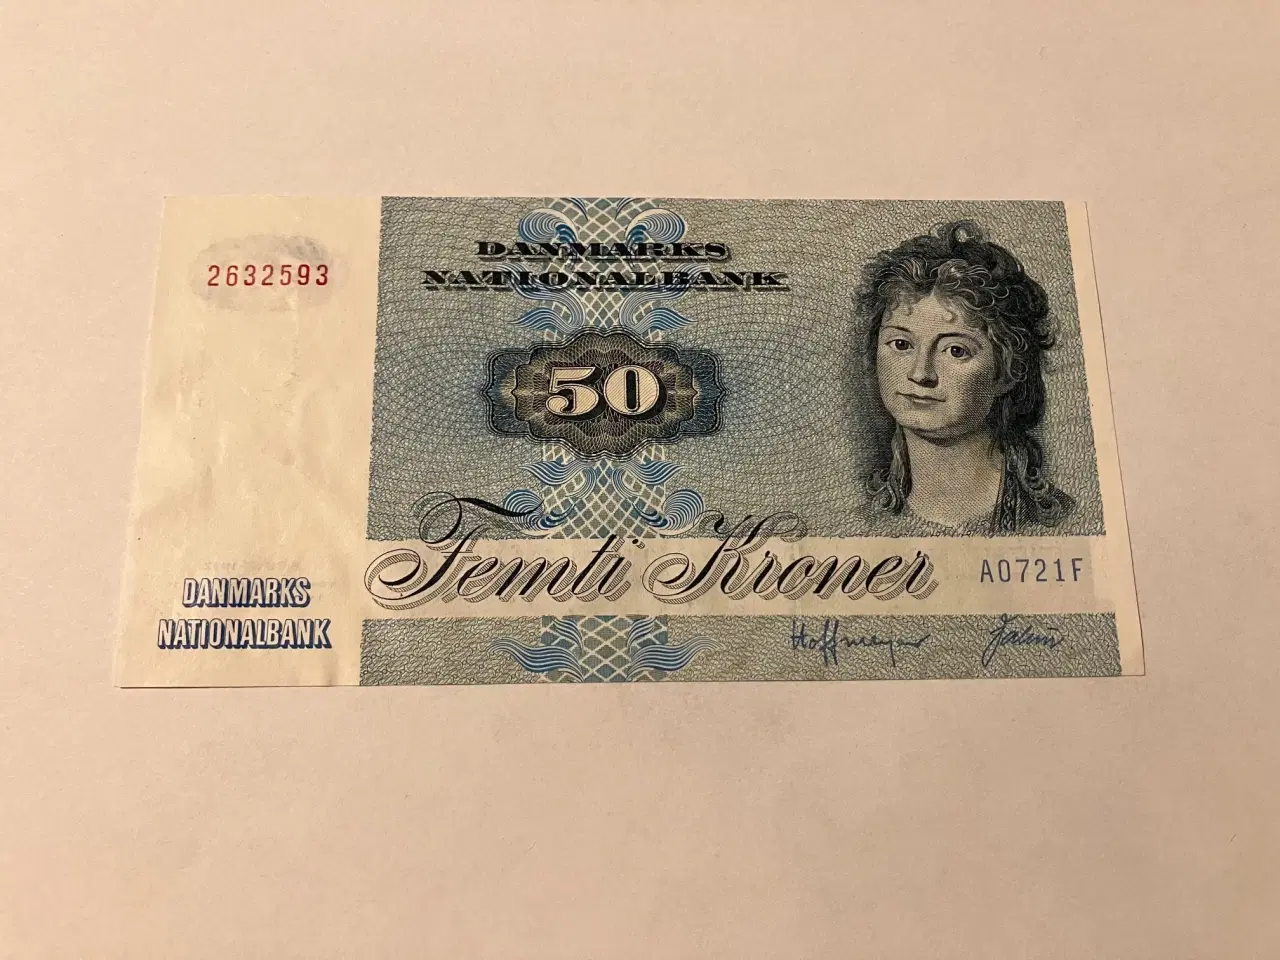 2632593
DANMARKS
NATIONALBANK
50
Femti Kroner
A0721F
DANMARKS
NATIONALBANK
Hoffmeyer